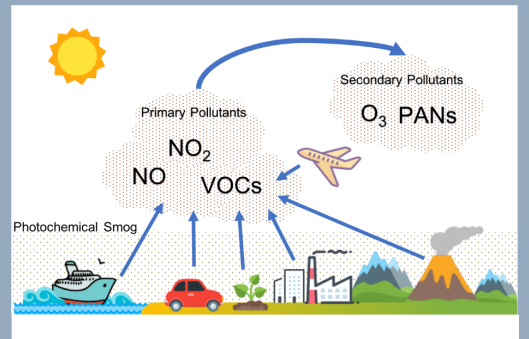 Secondary Pollutants
O₃ PANs
Primary Pollutants
NO₂
NO
VOCs
Photochemical Smog